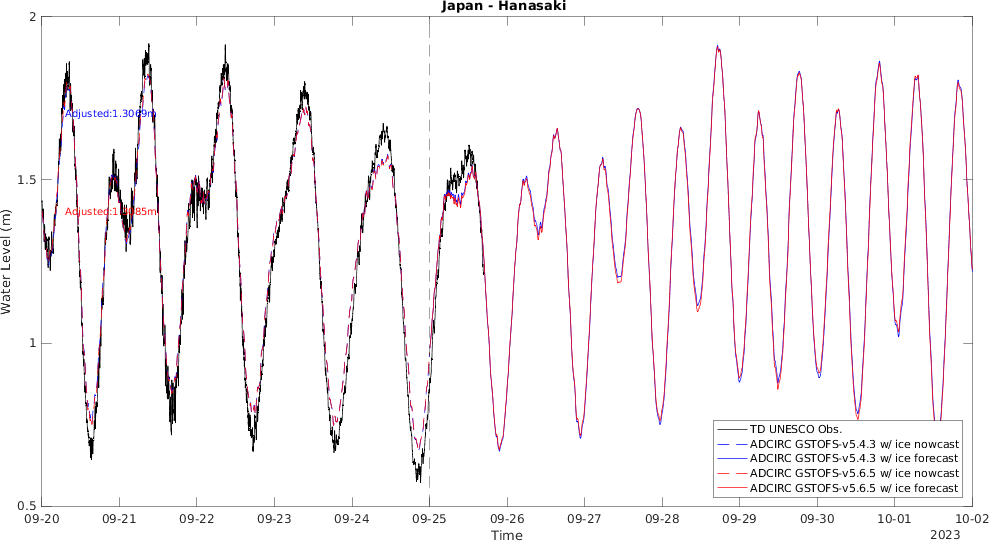 Japan - Hanasaki
2
1.5
1
0.5
Water Level (m)
Adjusted:1.3069m
TD UNESCO Obs.
ADCIRC GSTOFS-v5.4.3 w/ ice nowcast
ADCIRC GSTOFS-v5.4.3 w/ ice forecast
ADCIRC GSTOFS-v5.6.5 w/ ice nowcast
ADCIRC GSTOFS-v5.6.5 w/ ice forecast
09-20 09-21 09-22 09-23 09-24 09-25 09-26 09-27 09-28 09-29 09-30 10-01 10-02
Time
2023